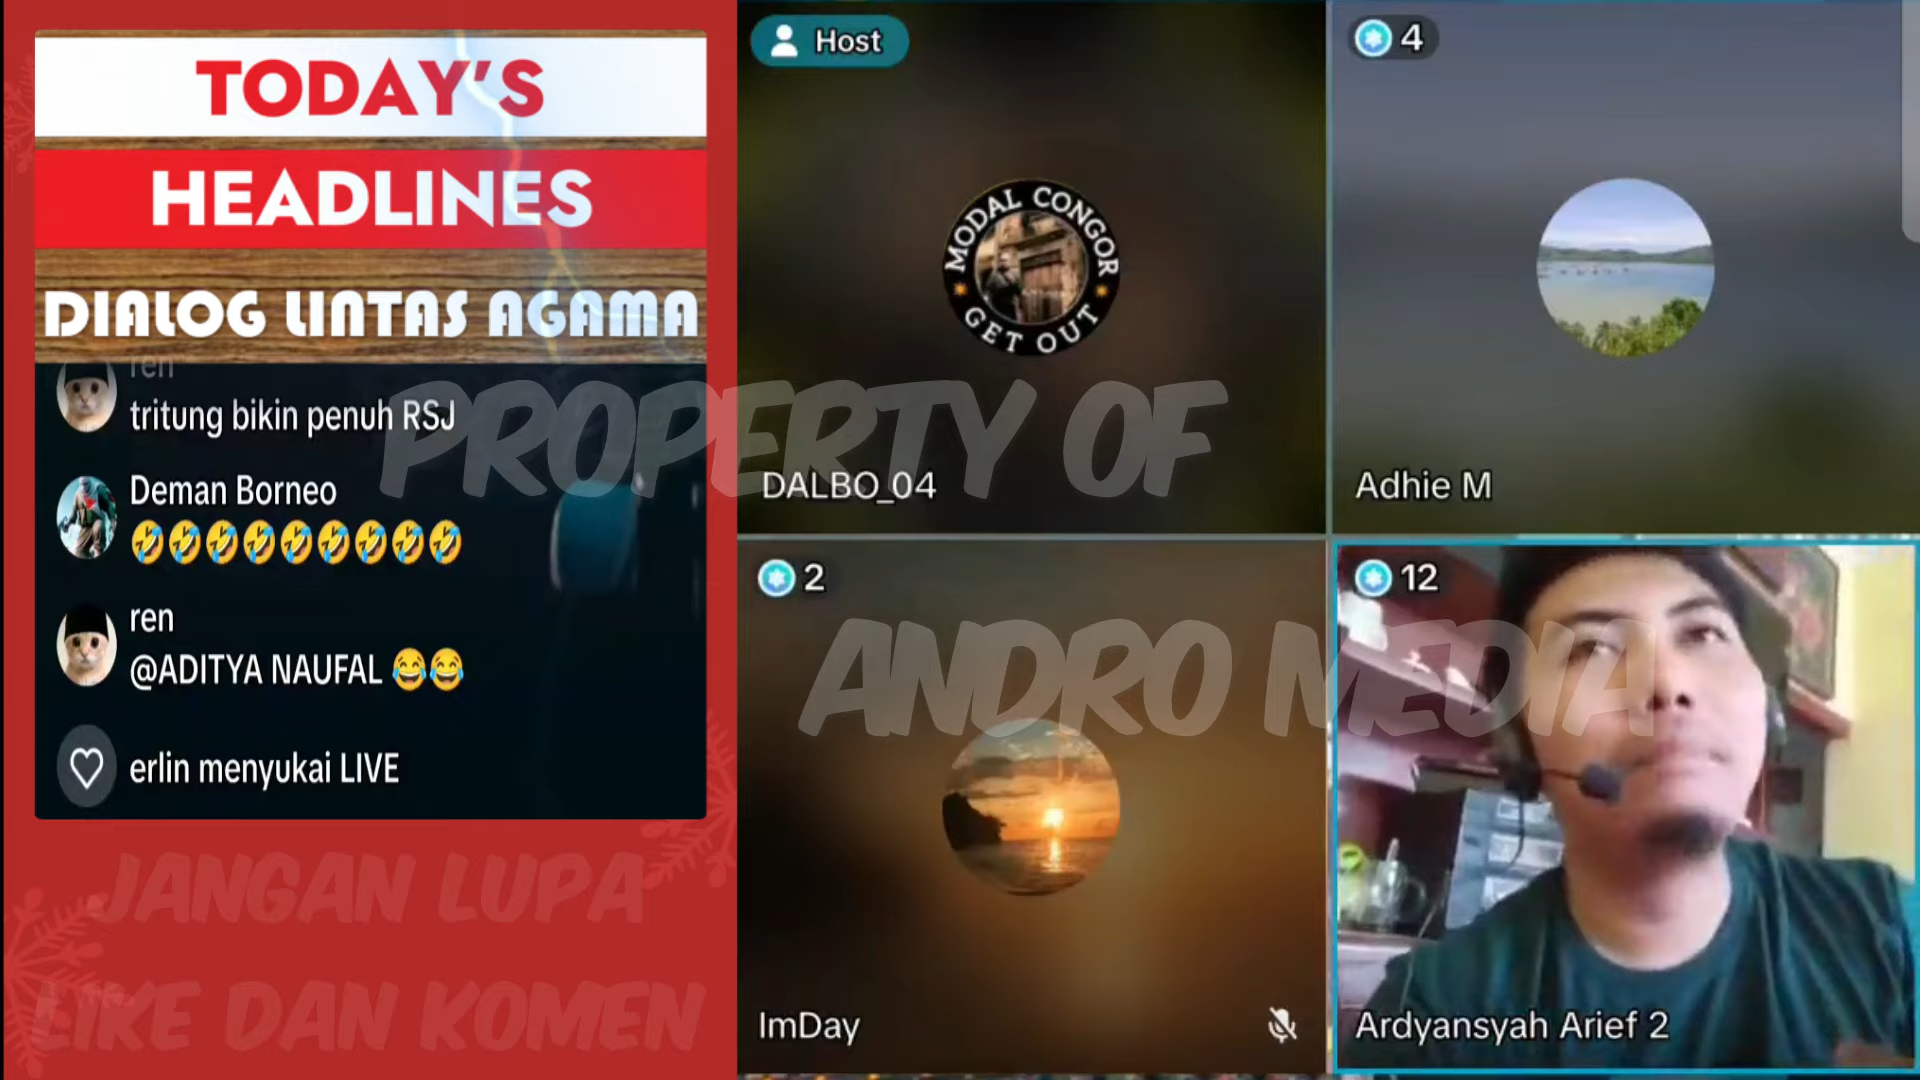 TODAY'S
HEADLINES
DIALOG LINTAS AGAMA
ren
tritung bikin penuh RSJ
Deman Borneo
🤣🤣🤣🤣🤣🤣🤣🤣🤣
ren
@ADITYA NAUFAL 😂😂
erlin menyukai LIVE
JANGAN LUPA
LIKE DAN KOMEN
Host
MODAL CONGOR
GET OUT
DALBO_04
4
Adhie M
PROPERTY OF
ANDRO MEDIA
2
ImDay
12
Ardyansyah Arief 2